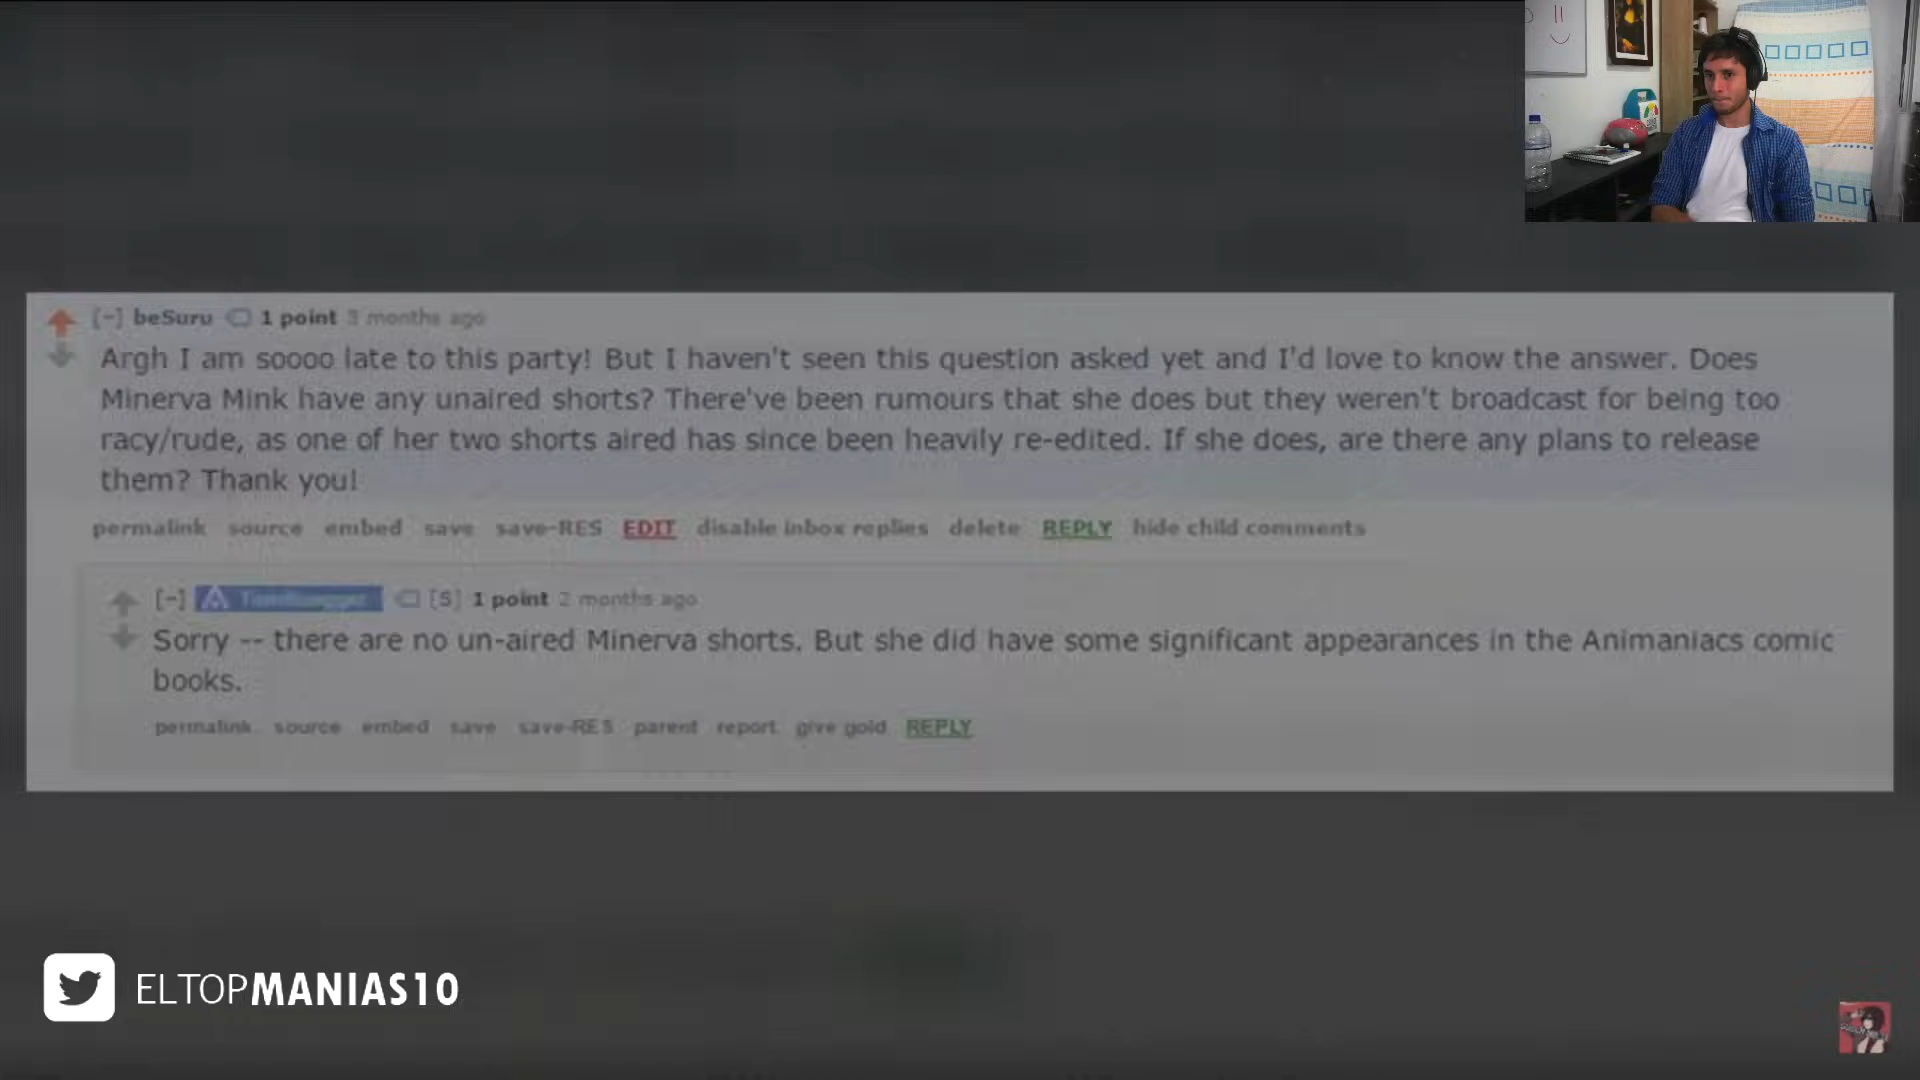 [-] beSuru 1 point 3 months ago
Argh I am soooo late to this party! But I haven't seen this question asked yet and I'd love to know the answer. Does
Minerva Mink have any unaired shorts? There've been rumours that she does but they weren't broadcast for being too
racy/rude, as one of her two shorts aired has since been heavily re-edited. If she does, are there any plans to release
them? Thank you!
permalink source embed save save-RES EDIT disable inbox replies delete REPLY hide child comments
[-] [S] 1 point 2 months ago
Sorry -- there are no un-aired Minerva shorts. But she did have some significant appearances in the Animaniacs comic
books.
permalink source embed save save-RES parent report give gold REPLY
ELTOPMANIAS10